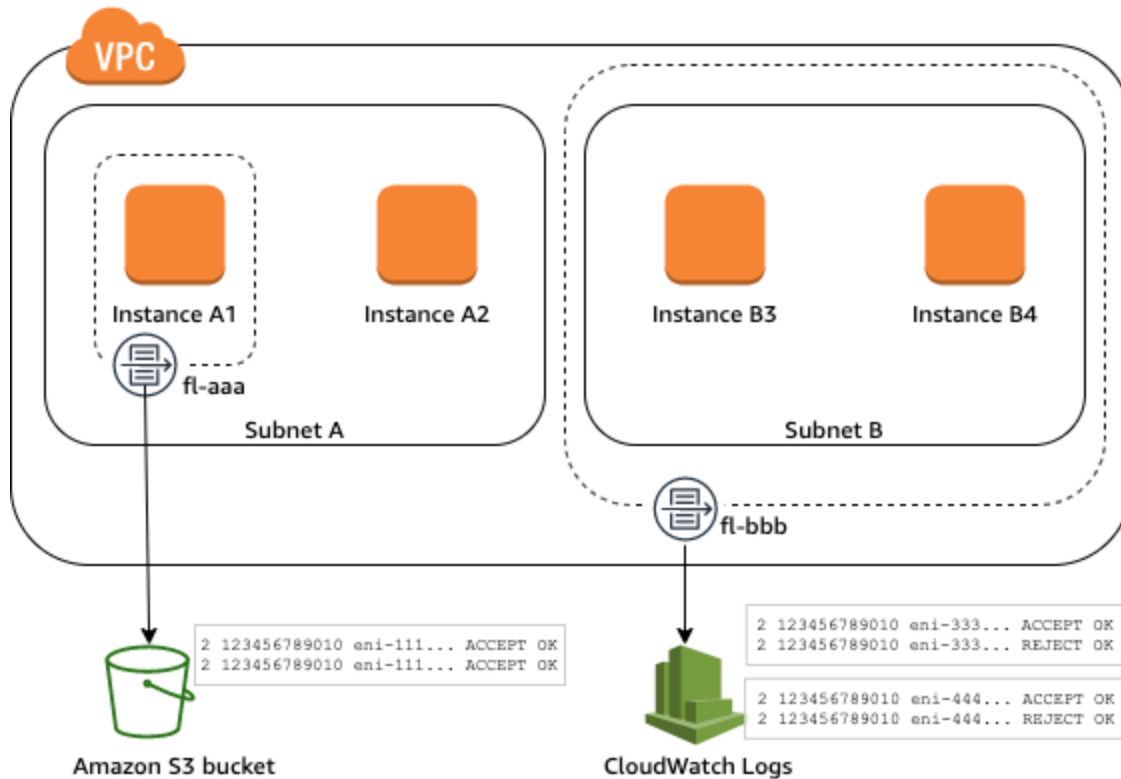 VPC
Instance A1
Instance A2
Instance B3
Instance B4
fl-aaa
Subnet A
Subnet B
fl-bbb
2 123456789010 eni-111... ACCEPT OK
2 123456789010 eni-111... ACCEPT OK
2 123456789010 eni-333... ACCEPT OK
2 123456789010 eni-333... REJECT OK
2 123456789010 eni-444... ACCEPT OK
2 123456789010 eni-444... REJECT OK
Amazon S3 bucket
CloudWatch Logs